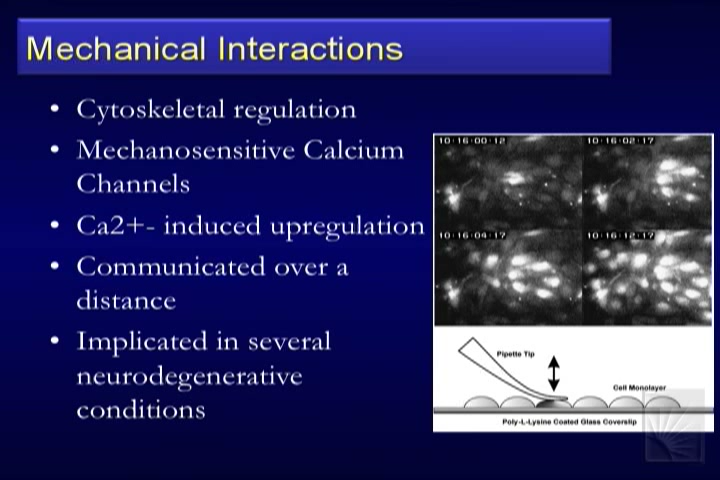 Mechanical Interactions
• Cytoskeletal regulation
• Mechanosensitive Calcium
Channels
• Ca2+- induced upregulation
• Communicated over a
distance
• Implicated in several
neurodegenerative
conditions
10:16:00:12
10:16:02:17
10:16:04:17
10:16:12:17
Pipette Tip
Cell Monolayer
Poly-L-Lysine Coated Glass Coverslip